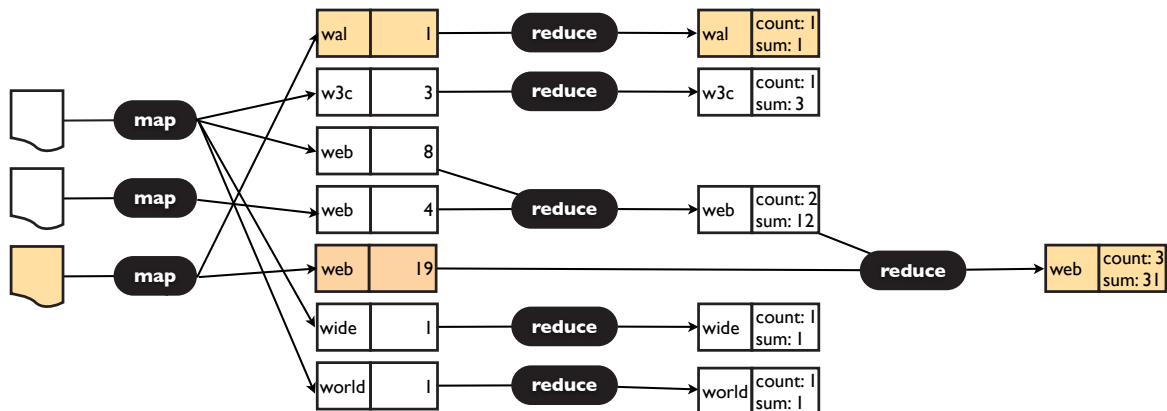 wal 1 reduce wal count: 1
sum: 1
w3c 3 reduce w3c count: 1
sum: 3
map
web 8
map web 4 reduce web count: 2
sum: 12
map web 19 reduce web count: 3
sum: 31
wide 1 reduce wide count: 1
sum: 1
world 1 reduce world count: 1
sum: 1